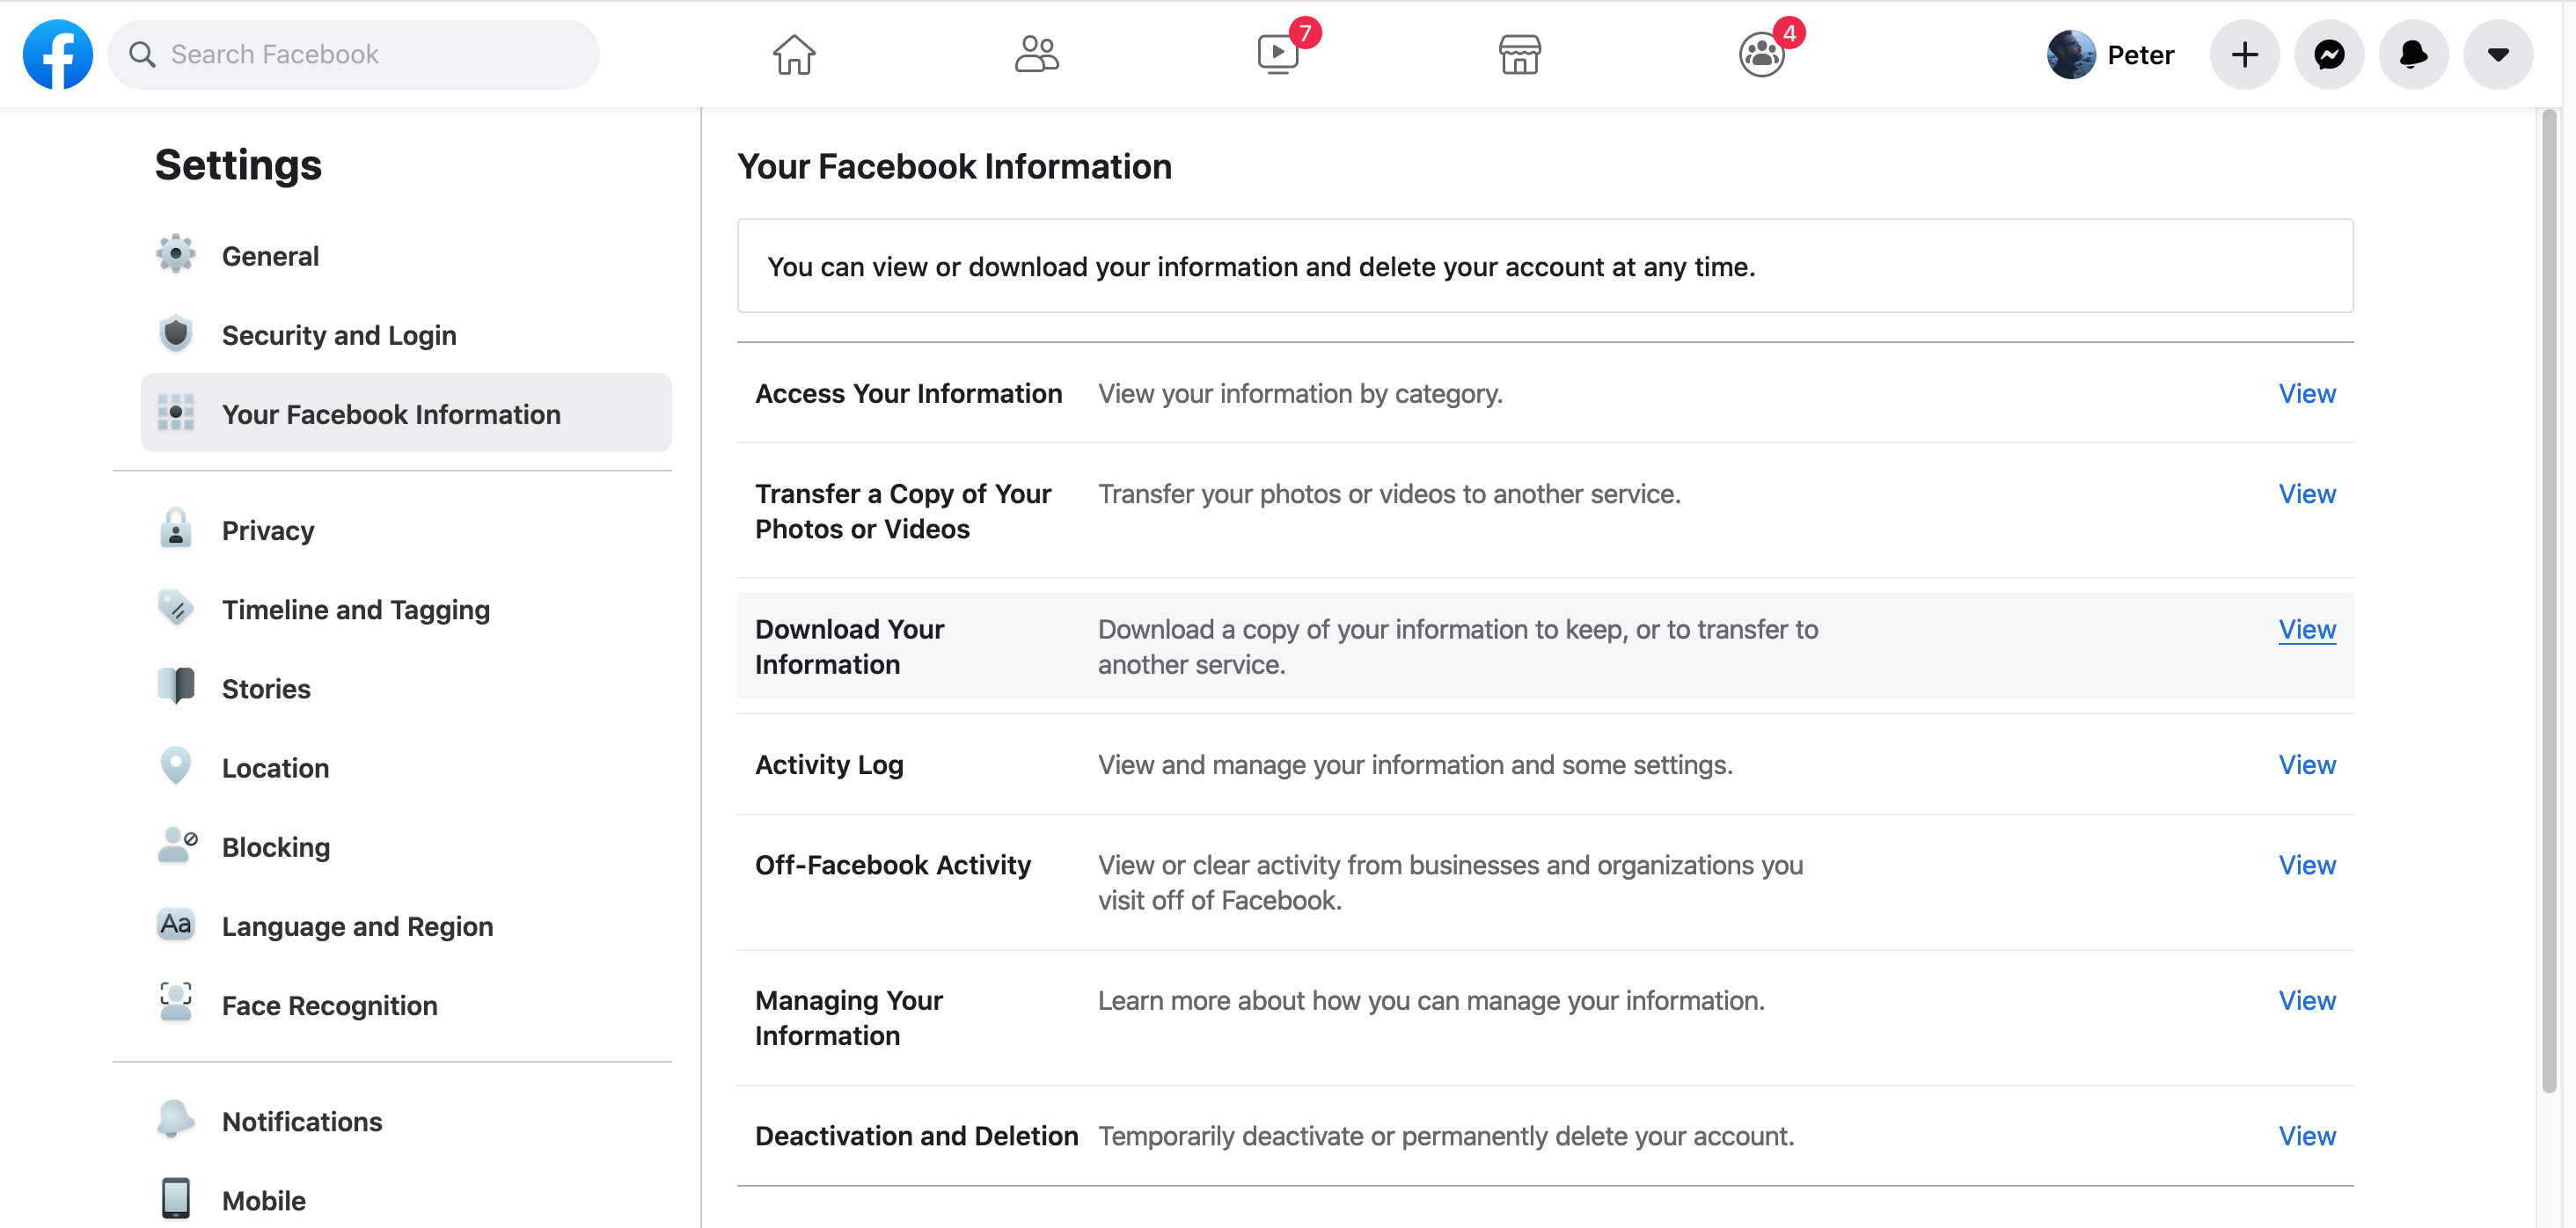 Search Facebook
7
4
Peter
Settings
General
Security and Login
Your Facebook Information
Privacy
Timeline and Tagging
Stories
Location
Blocking
Aa
Language and Region
Face Recognition
Notifications
Mobile
Your Facebook Information
You can view or download your information and delete your account at any time.
Access Your Information View your information by category. View
Transfer a Copy of Your Transfer your photos or videos to another service. View
Photos or Videos
Download Your Download a copy of your information to keep, or to transfer to View
Information another service.
Activity Log View and manage your information and some settings. View
Off-Facebook Activity View or clear activity from businesses and organizations you View
visit off of Facebook.
Managing Your Learn more about how you can manage your information. View
Information
Deactivation and Deletion Temporarily deactivate or permanently delete your account. View